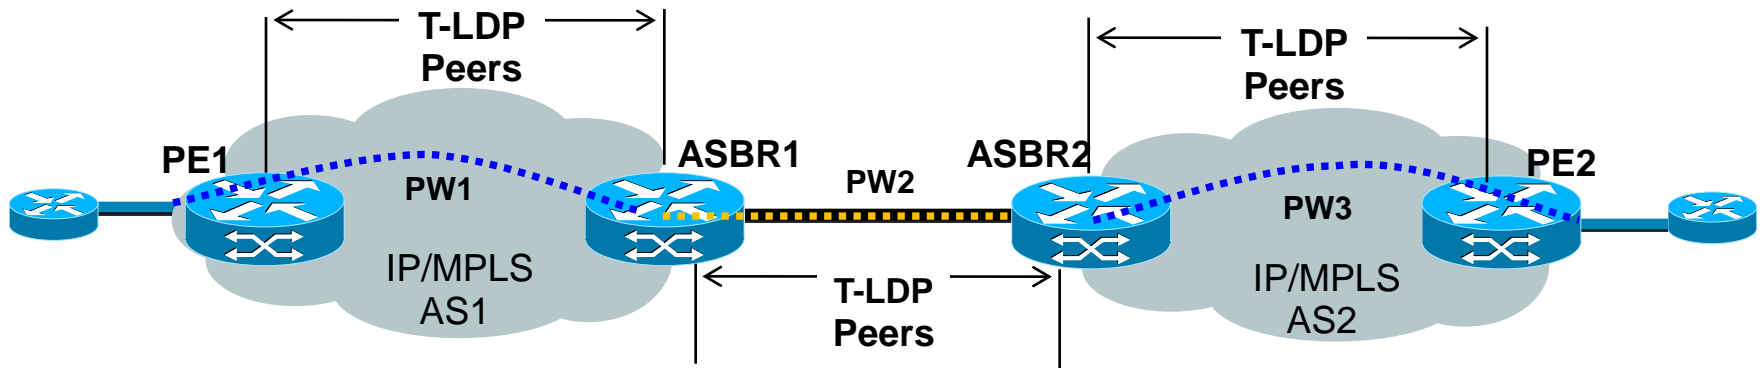 T-LDP
Peers
T-LDP
Peers
PE1
ASBR1
ASBR2
PE2
PW1
PW2
PW3
IP/MPLS
AS1
T-LDP
Peers
IP/MPLS
AS2